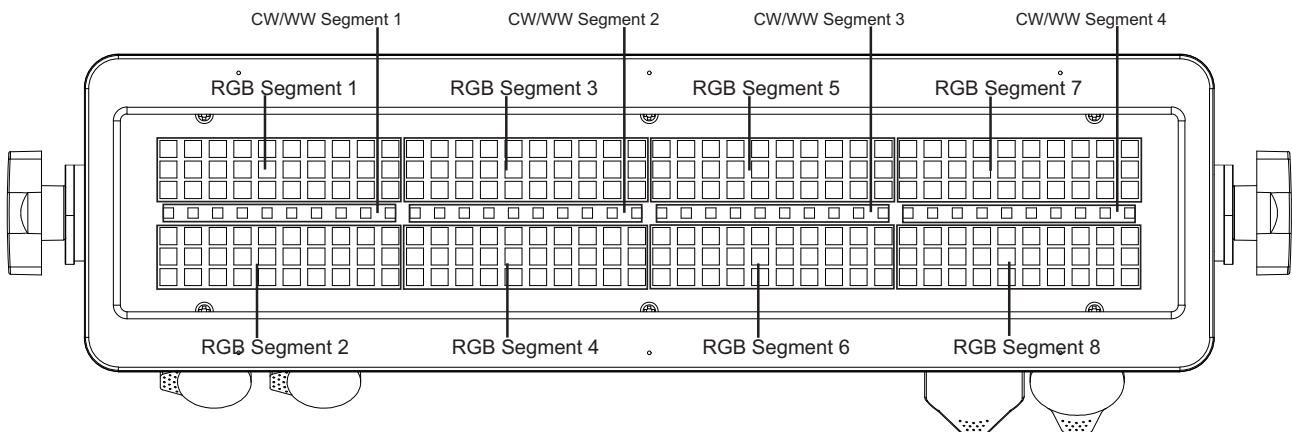 CW/WW Segment 1 CW/WW Segment 2 CW/WW Segment 3 CW/WW Segment 4
RGB Segment 1 RGB Segment 3 RGB Segment 5 RGB Segment 7
RGB Segment 2 RGB Segment 4 RGB Segment 6 RGB Segment 8